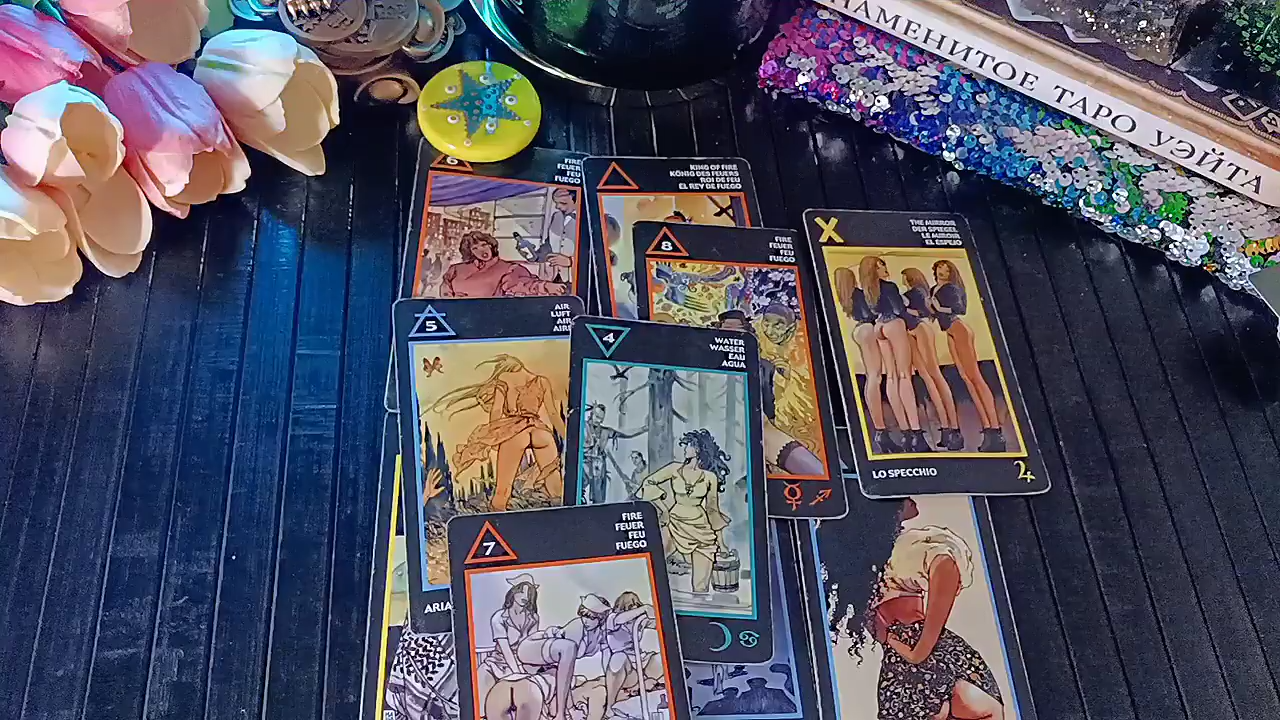 НАМЕНИТОЕ ТАРО УЭЙТА
6
FIRE
FEUER
FEU
FUEGO
KING OF FIRE
KÖNIG DES FEUERS
ROI DE FEU
EL REY DE FUEGO
8
FIRE
FEUER
FEU
FUEGO
X
THE MIRROR
DER SPIEGEL
LE MIROIR
EL ESPEJO
LO SPECCHIO
5
AIR
LUFT
AIR
AIRE
ARIA
4
WATER
WASSER
EAU
AGUA
7
FIRE
FEUER
FEU
FUEGO